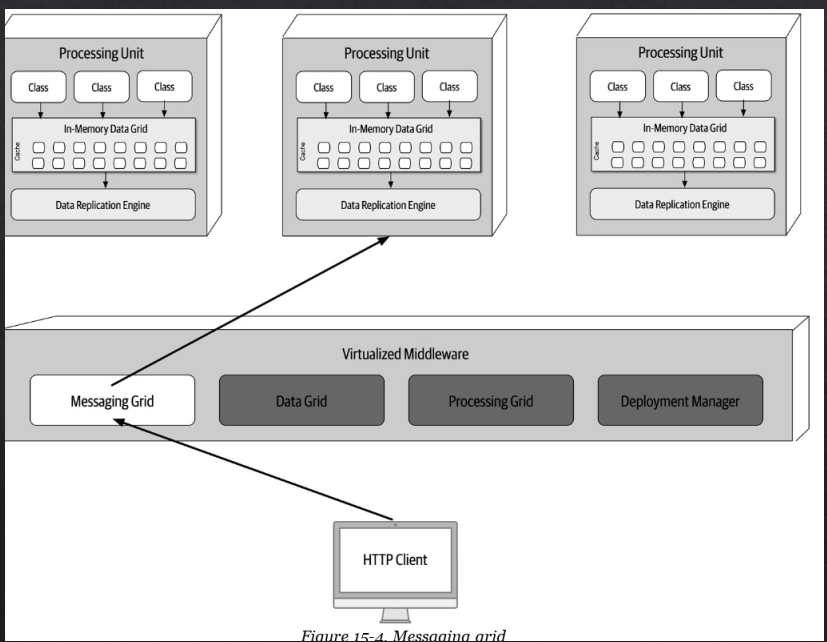 Processing Unit
Class Class Class
In-Memory Data Grid
Cache
Data Replication Engine
Processing Unit
Class Class Class
In-Memory Data Grid
Cache
Data Replication Engine
Processing Unit
Class Class Class
In-Memory Data Grid
Cache
Data Replication Engine
Virtualized Middleware
Messaging Grid Data Grid Processing Grid Deployment Manager
HTTP Client
Figure 15-4. Messaging grid